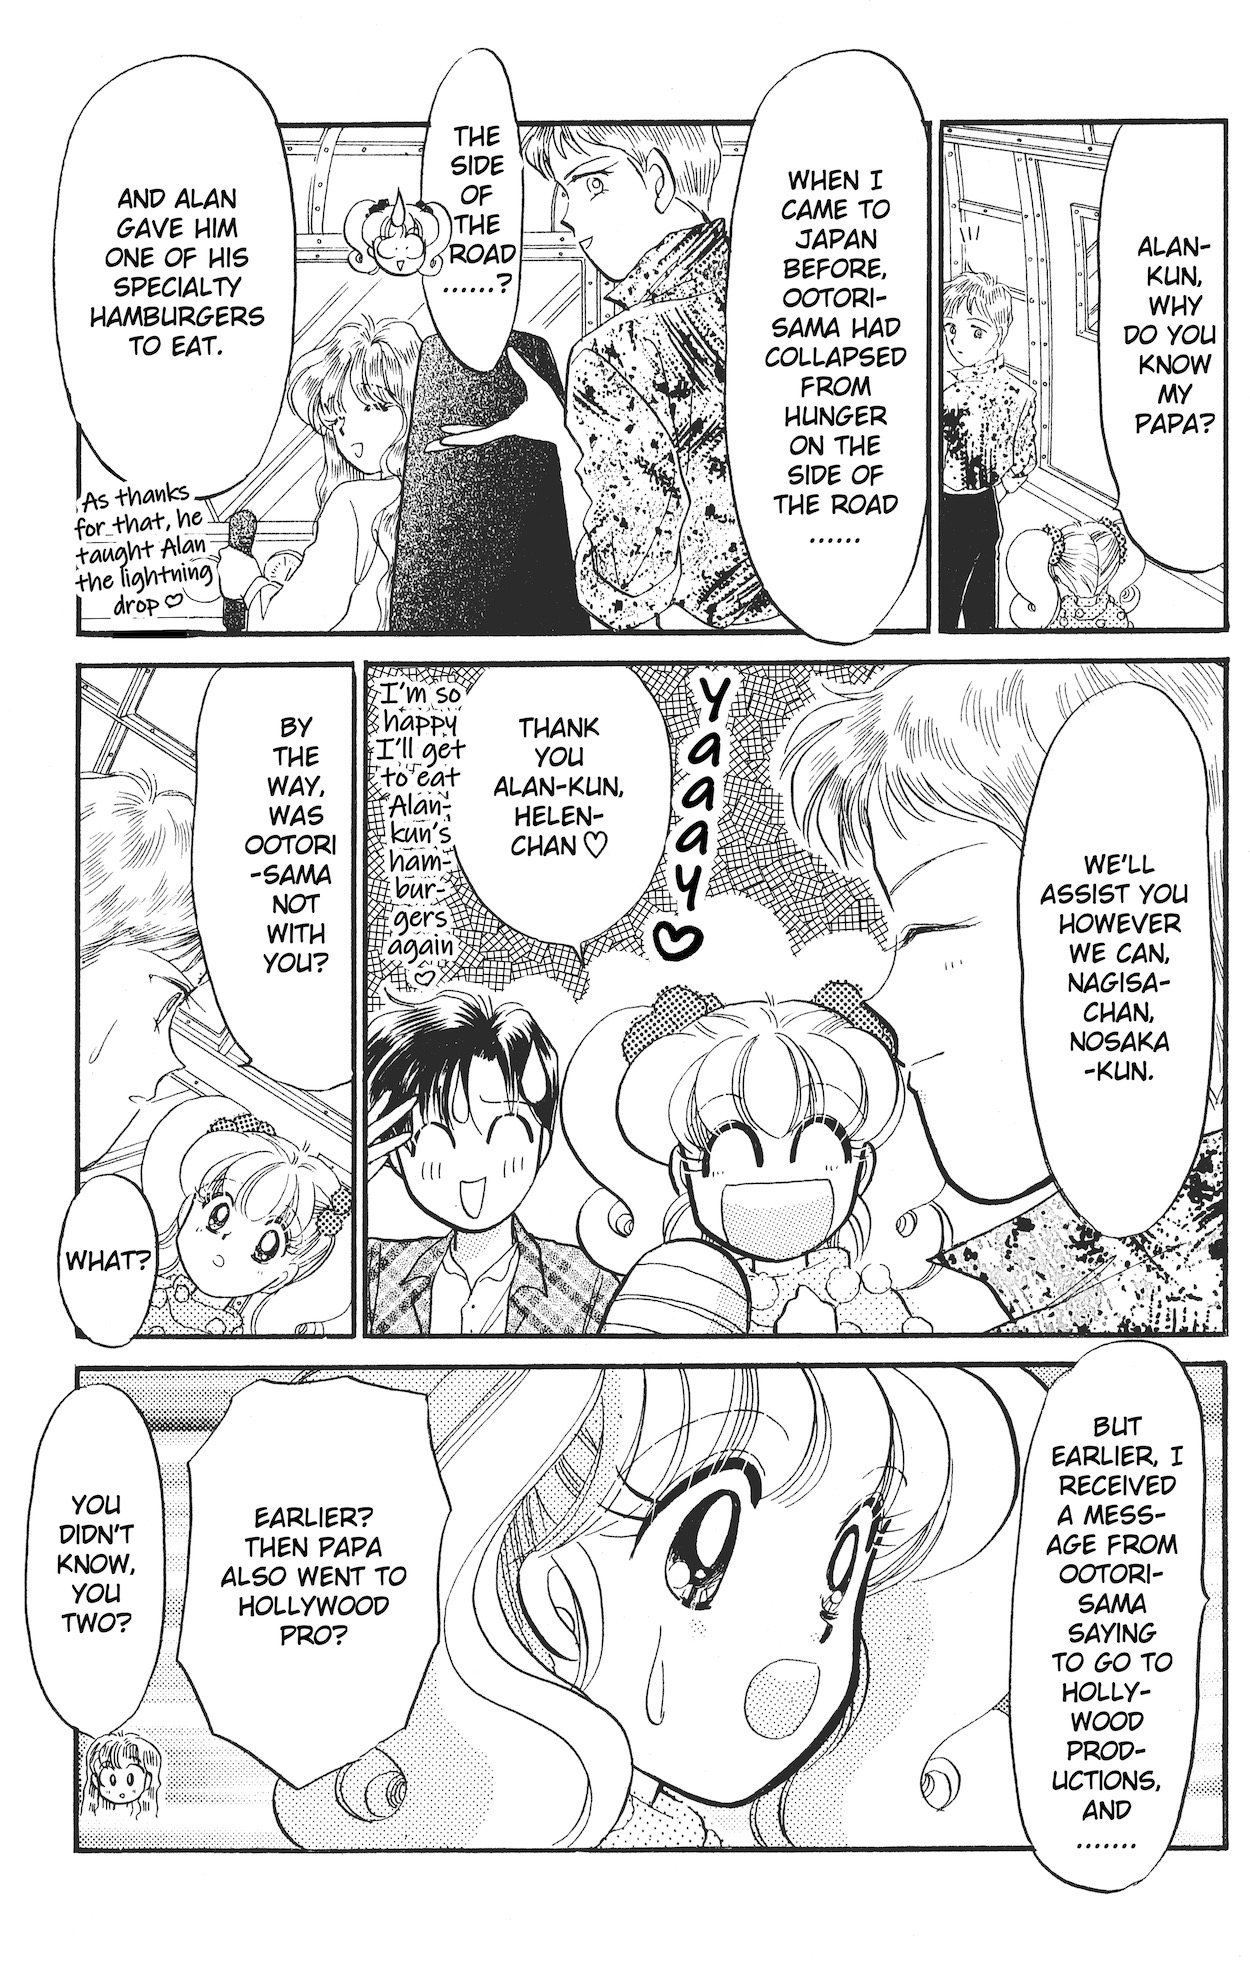 ALAN-
KUN,
WHY
DO YOU
KNOW
MY
PAPA?
WHEN I
CAME TO
JAPAN
BEFORE,
OOTORI-
SAMA HAD
COLLAPSED
FROM
HUNGER
ON THE
SIDE OF
THE ROAD
......
THE
SIDE
OF
THE
ROAD
......?
AND ALAN
GAVE HIM
ONE OF HIS
SPECIALTY
HAMBURGERS
TO EAT.
As thanks
for that, he
taught Alan
the lightning
drop ♡
WE'LL
ASSIST YOU
HOWEVER
WE CAN,
NAGISA-
CHAN,
NOSAKA
-KUN.
Yaaay ♡
THANK
YOU
ALAN-KUN,
HELEN-
CHAN ♡
I'm so
happy
I'll get
to eat
Alan-
kun's
ham-
bur-
gers
again
♡
BY
THE
WAY,
WAS
OOTORI
-SAMA
NOT
WITH
YOU?
WHAT?
BUT
EARLIER, I
RECEIVED
A MESS-
AGE FROM
OOTORI-
SAMA
SAYING
TO GO TO
HOLLY-
WOOD
PROD-
UCTIONS,
AND
.......
EARLIER?
THEN PAPA
ALSO WENT TO
HOLLYWOOD
PRO?
YOU
DIDN'T
KNOW,
YOU
TWO?